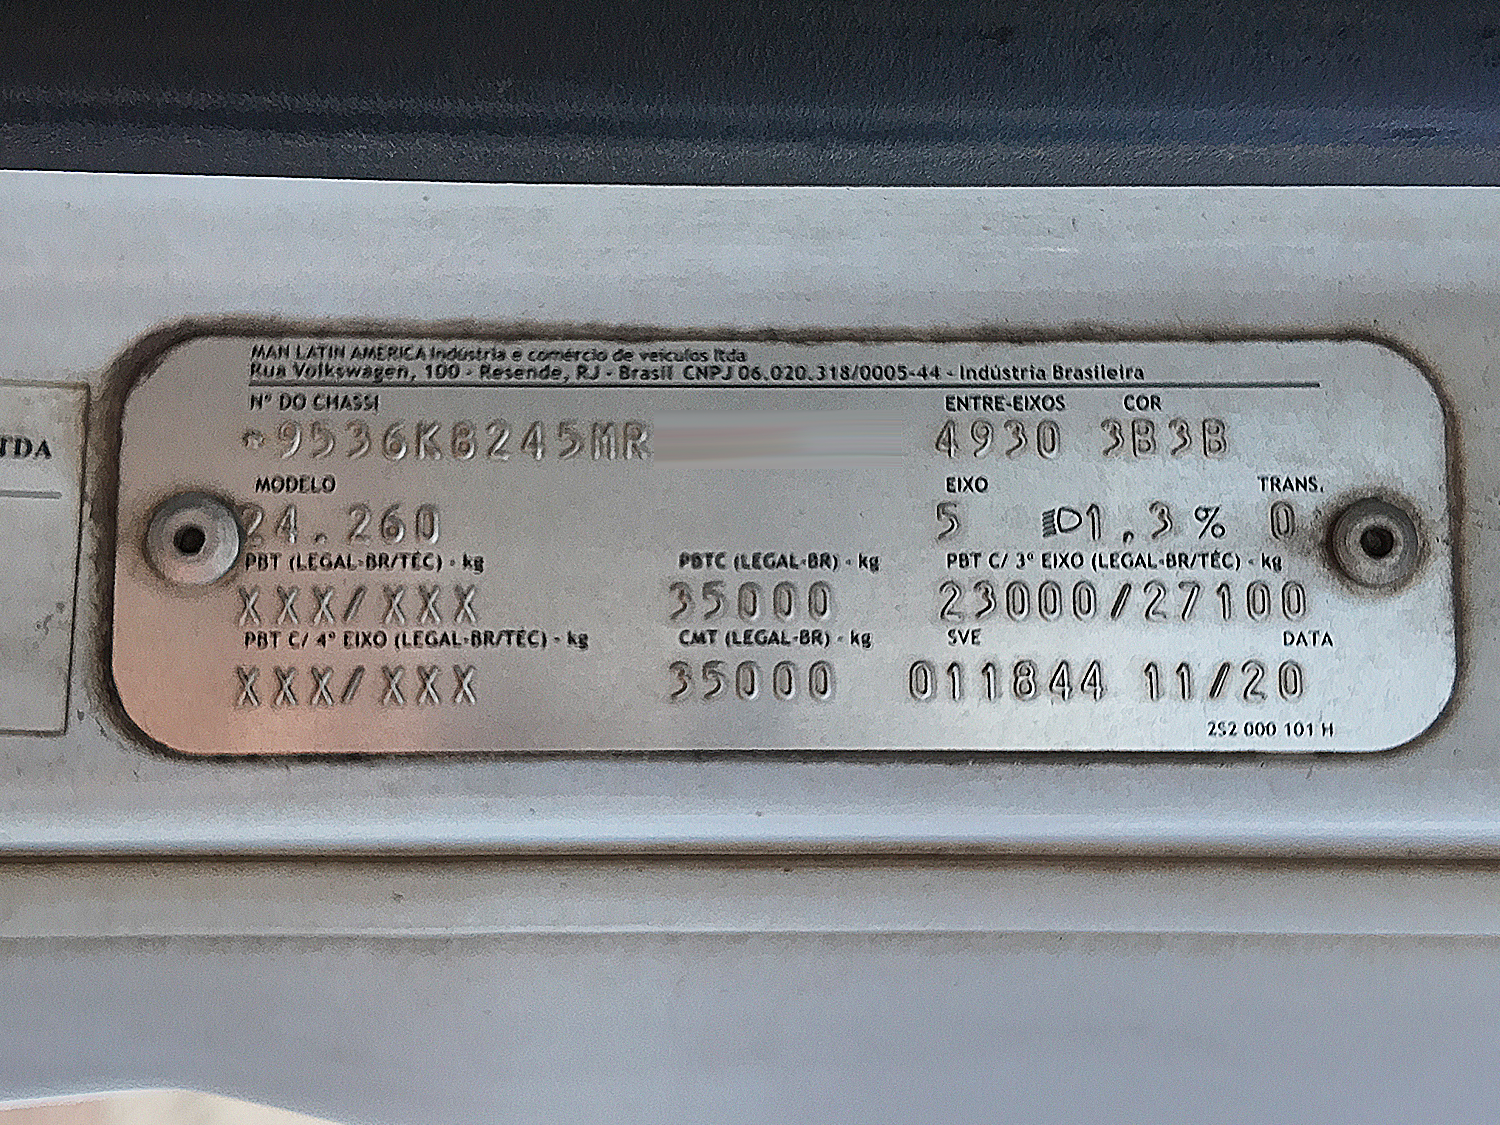 MAN LATIN AMERICA Indústria e comércio de veículos ltda
Rua Volkswagen, 100 - Resende, RJ - Brasil CNPJ 06.020.318/0005-44 - Indústria Brasileira
Nº DO CHASSI ENTRE-EIXOS COR
*9536K8245MR 4930 3B3B
TDA
MODELO EIXO TRANS.
24.260 5 1,3% 0
PBT (LEGAL-BR/TÉC) - kg PBTC (LEGAL-BR) - kg PBT C/ 3º EIXO (LEGAL-BR/TÉC) - kg
XXX/XXX 35000 23000/27100
PBT C/ 4º EIXO (LEGAL-BR/TÉC) - kg CMT (LEGAL-BR) - kg SVE DATA
XXX/XXX 35000 011844 11/20
2S2 000 101 H